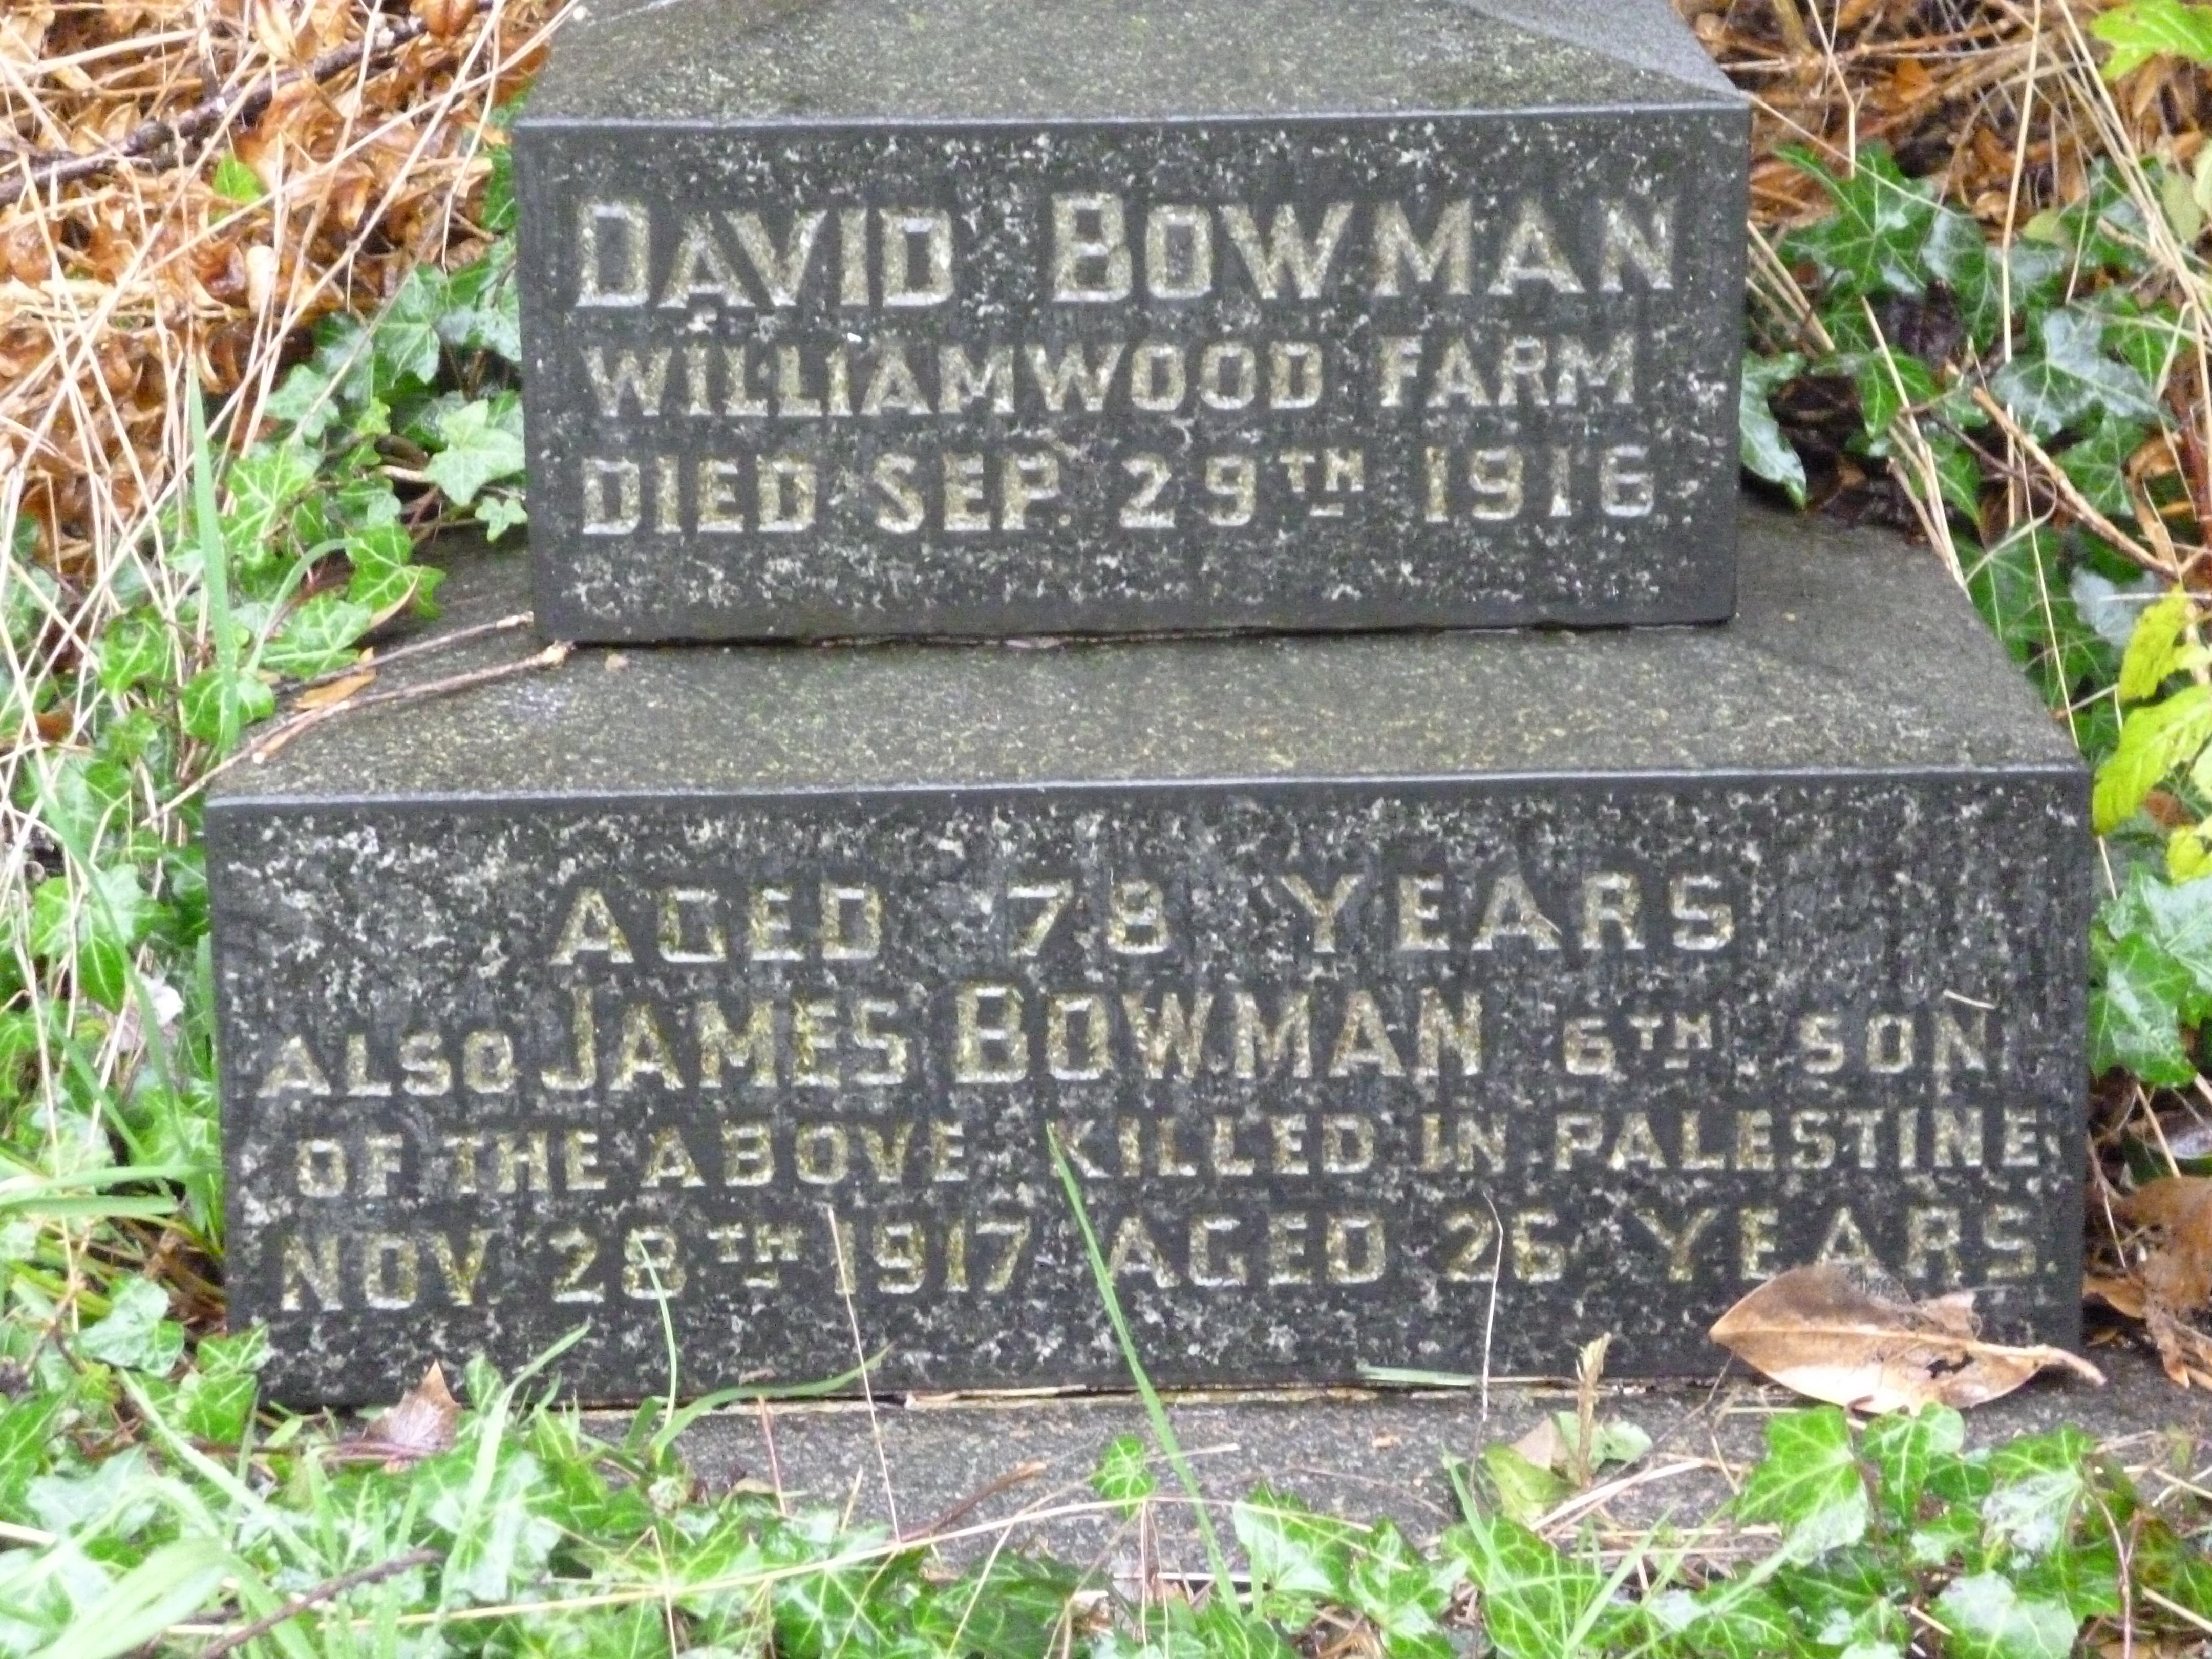 DAVID BOWMAN
WILLIAMWOOD FARM
DIED SEP. 29TH 1916
AGED 78 YEARS
ALSO JAMES BOWMAN 6TH SON
OF THE ABOVE KILLED IN PALESTINE
NOV. 28TH 1917 AGED 26 YEARS.